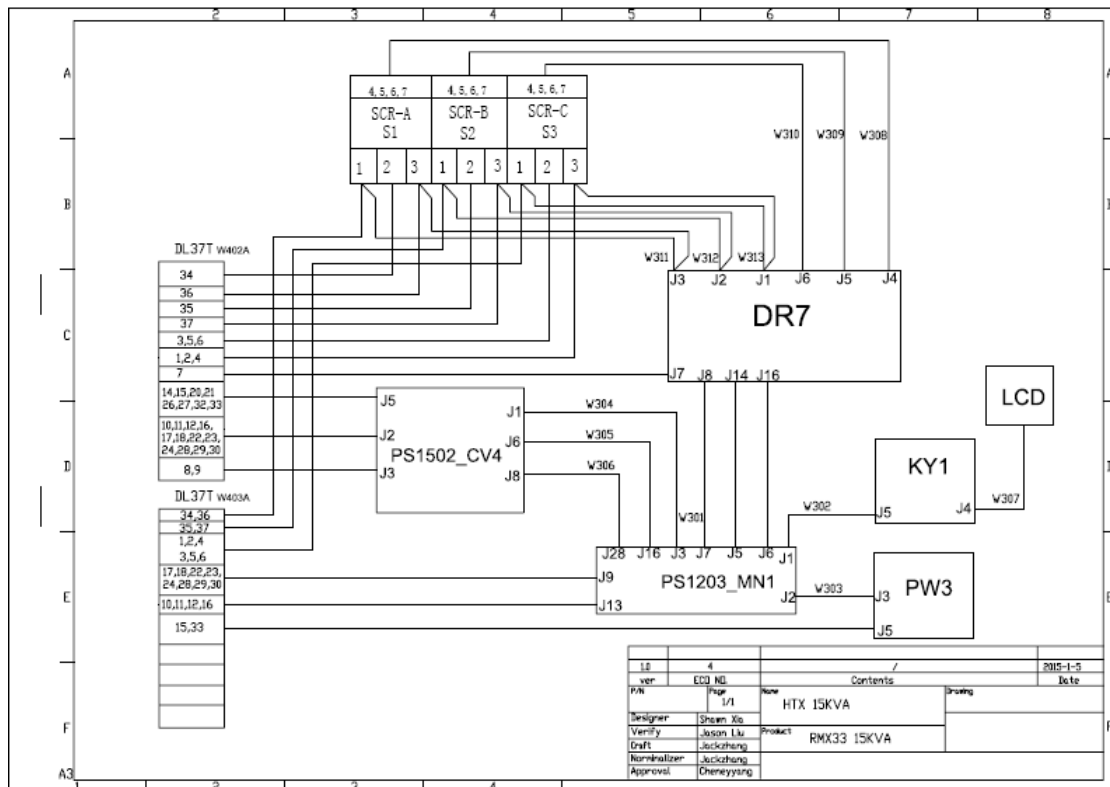 2 3 4 5 6 7 8
A
4, 5, 6, 7 4, 5, 6, 7 4, 5, 6, 7
SCR-A SCR-B SCR-C
S1 S2 S3
W310 W309 W308
1 2 3 1 2 3 1 2 3
B
DL37T W402A
W311 W312 W313
34
J3 J2 J1 J6 J5 J4
36
35
DR7
37
C
3,5,6
1,2,4
7
J7 J8 J14 J16
14,15,20,21
26,27,32,33
J5 J1 W304
LCD
10,11,12,16,
17,18,22,23,
24,28,29,30
J2 J6 W305
PS1502_CV4
KY1
D
8,9
J3 J8 W306
W307
DL37T W403A
34,36
35,37
W301 W302 J5 J4
1,2,4
3,5,6
J28 J16 J3 J7 J5 J6 J1
17,18,22,23,
24,28,29,30
J9 PS1203_MN1
W303
PW3
E
10,11,12,16
J13 J2 J3
15,33
J5
1.0 4 / 2015-1-5
ver ECO NO. Contents Date
P/N Page Name Drawing
1/1 HTX 15KVA
F
Designer Shawn Xia
Verify Jason Liu Product RMX33 15KVA
Draft Jackzhang
Norminalizer Jackzhang
Approval Cheneyyang
A3
2 3 4 5 6 7 8